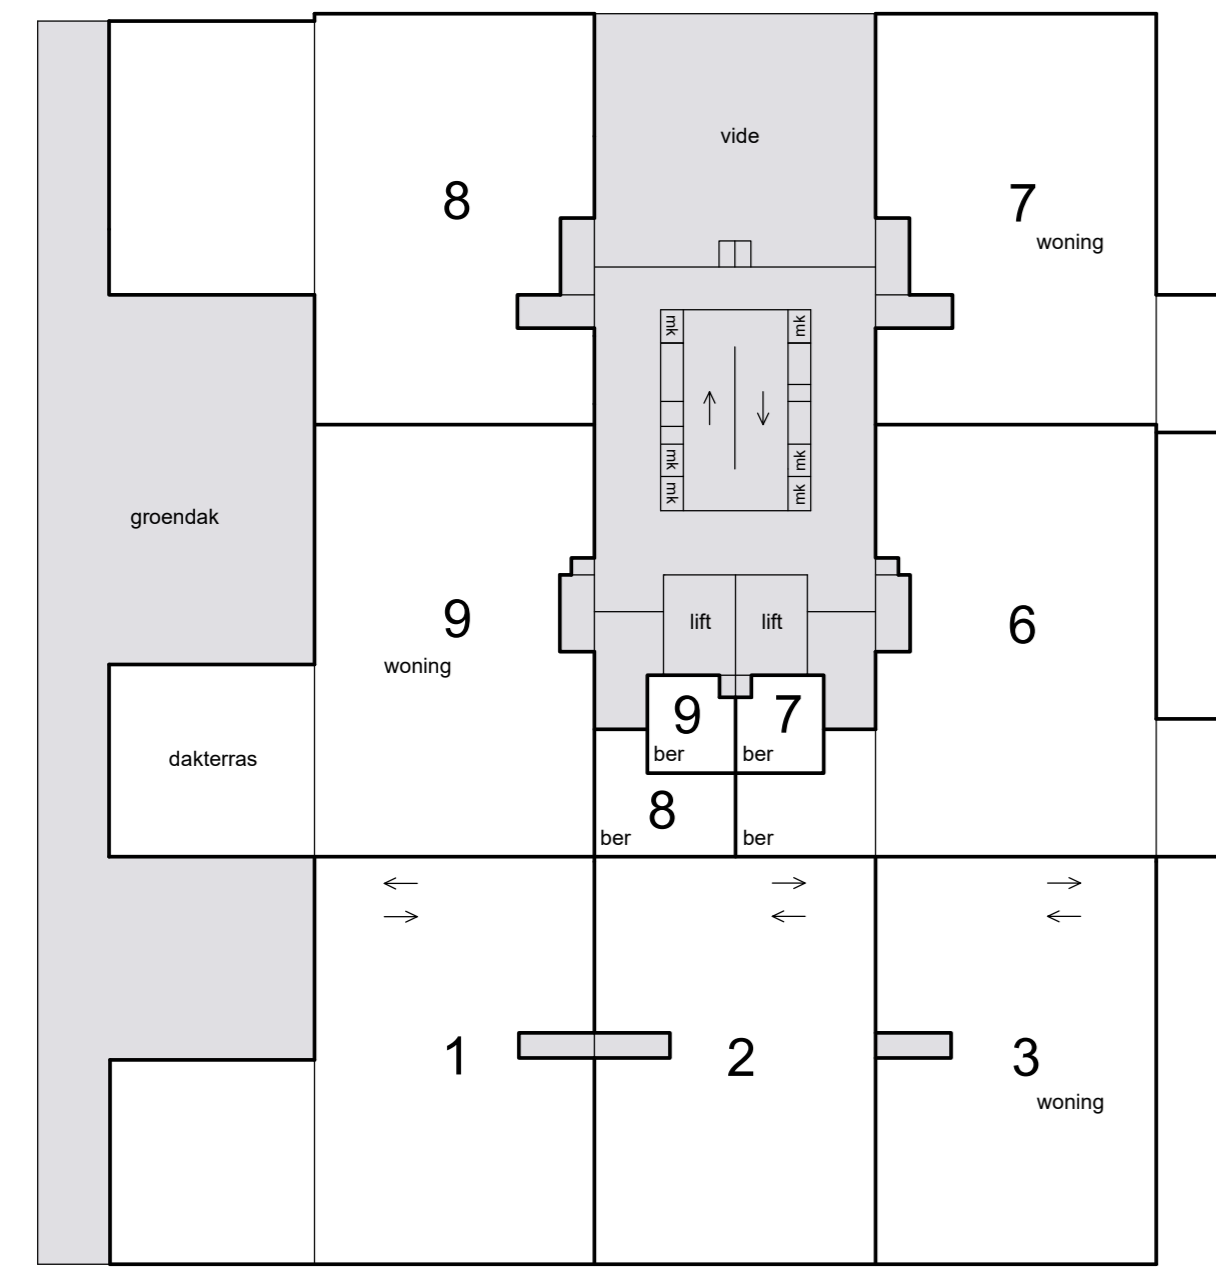 vide
8
7
woning
mk
mk
groendak
mk
mk
mk
mk
9
woning
6
lift
lift
9
7
ber
ber
dakterras
8
ber
ber
1
2
3
woning